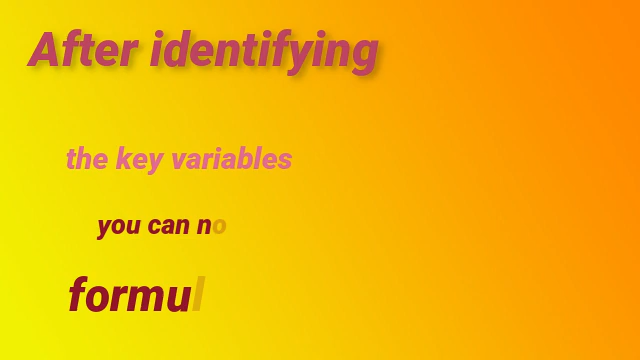 After identifying
the key variables
you can no
formul